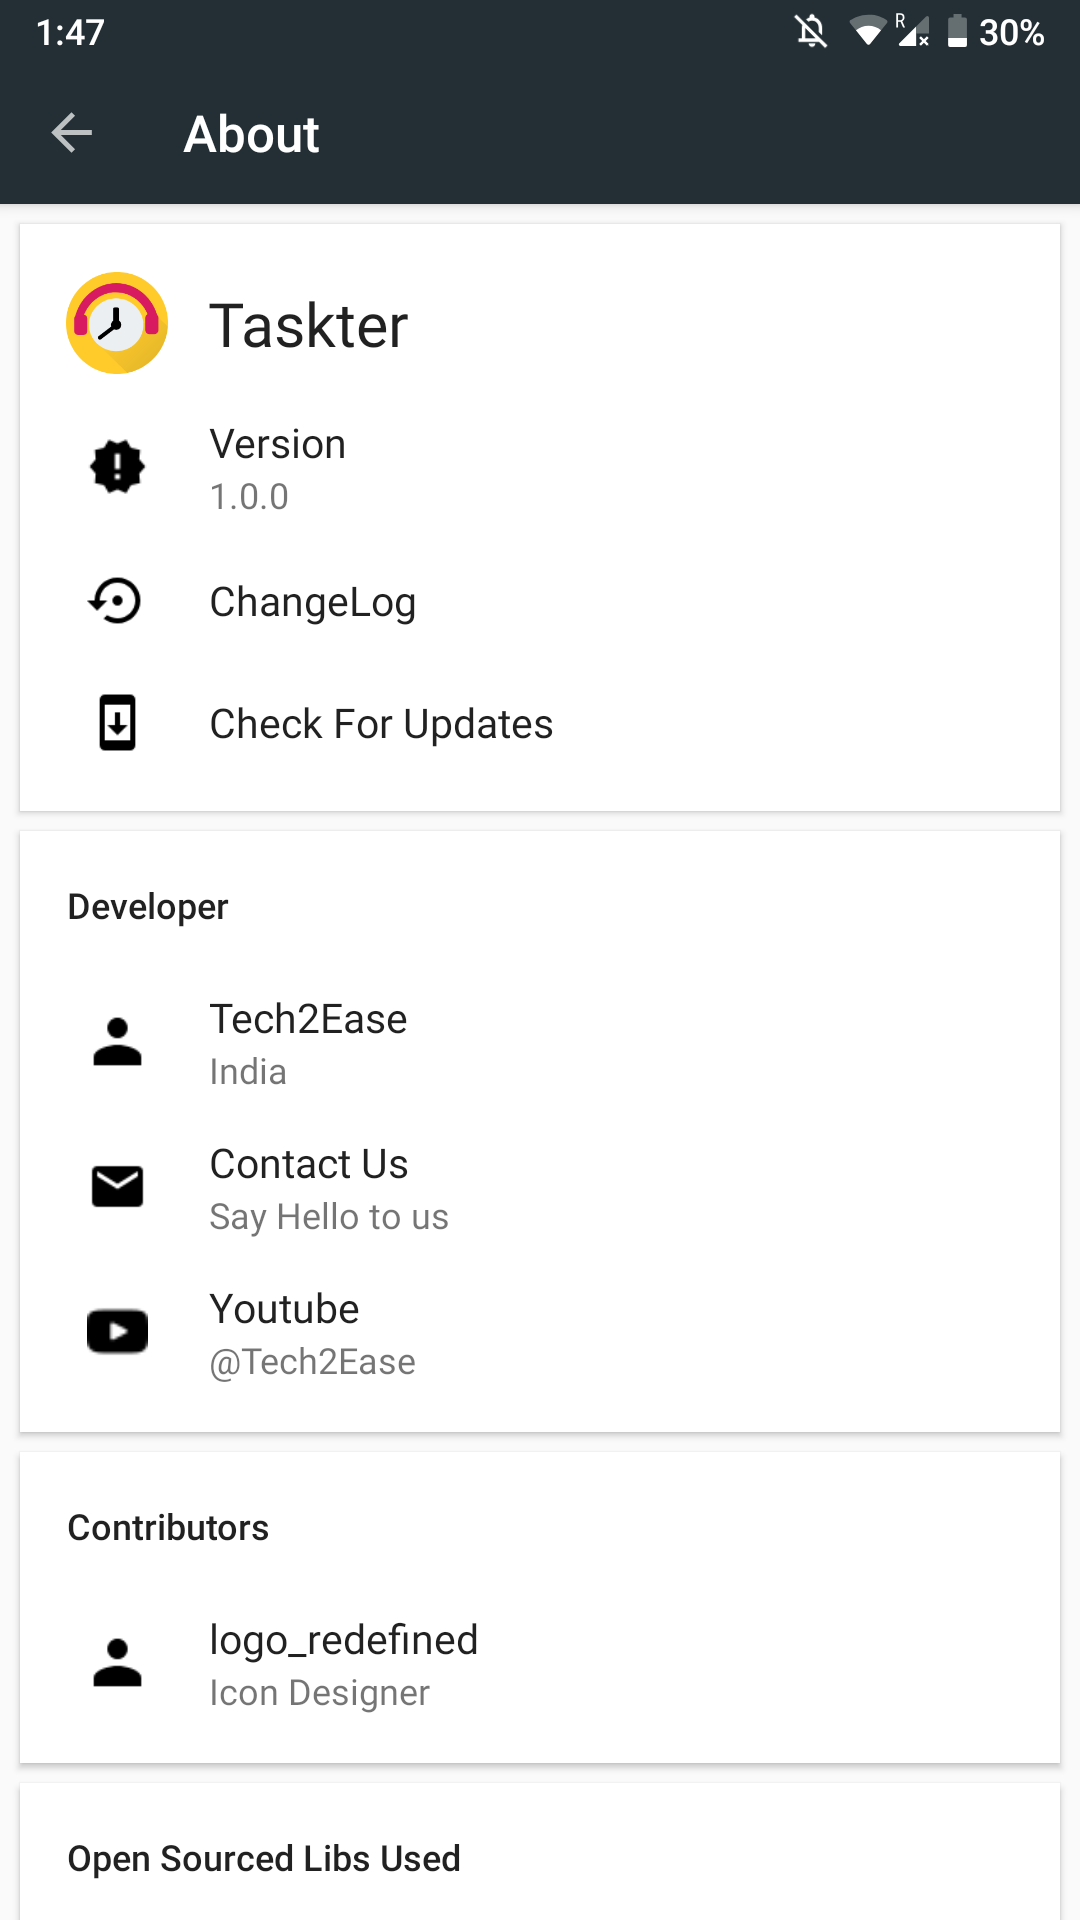 1:47
R
30%
About
Taskter
Version
1.0.0
ChangeLog
Check For Updates
Developer
Tech2Ease
India
Contact Us
Say Hello to us
Youtube
@Tech2Ease
Contributors
logo_redefined
Icon Designer
Open Sourced Libs Used